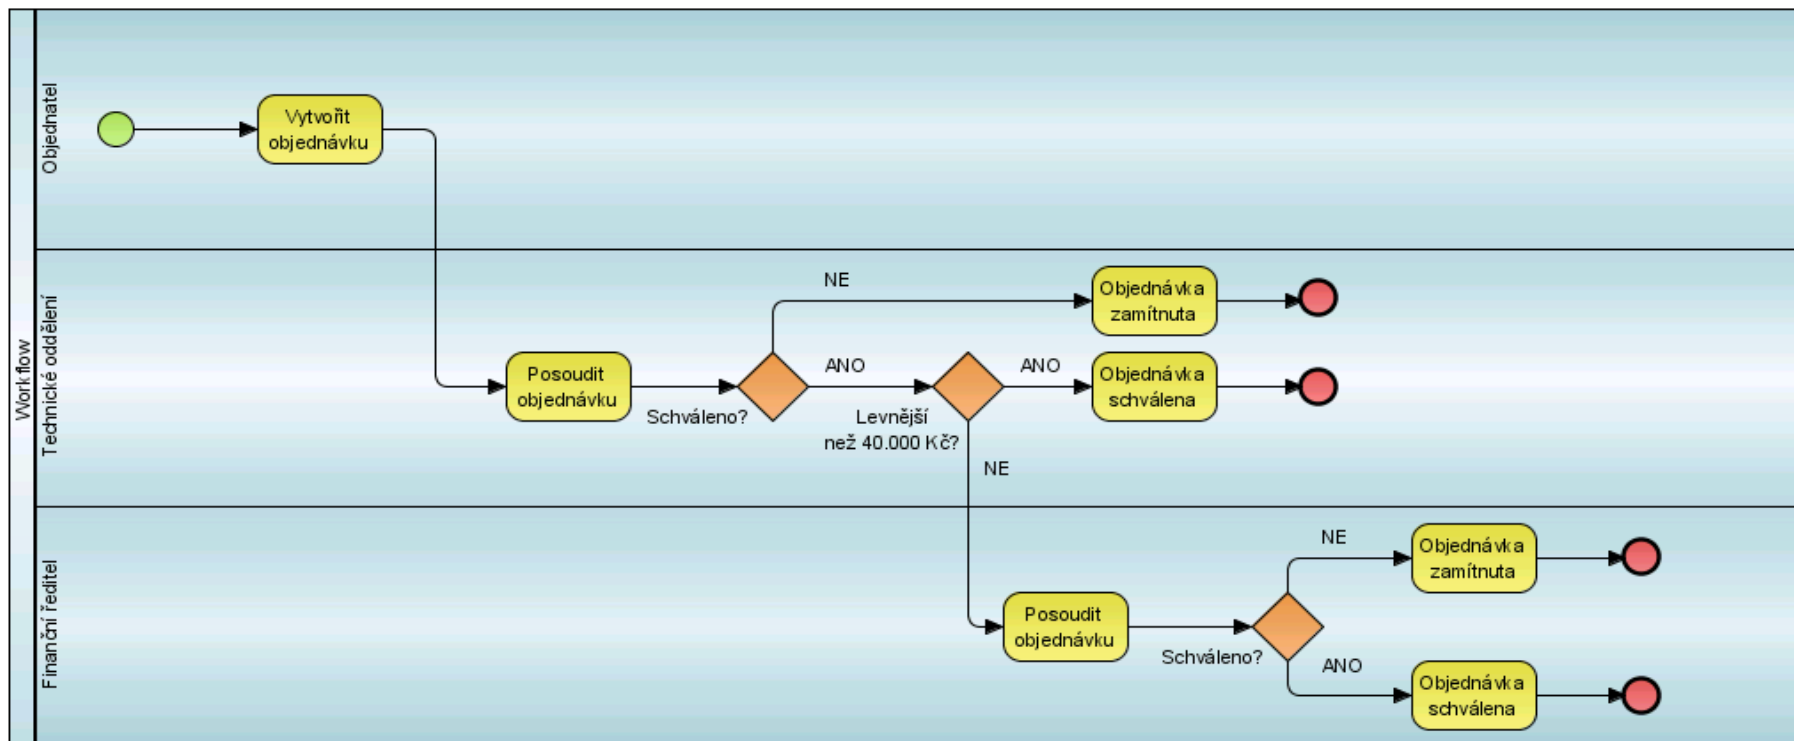 Workflow
Objednatel
Vytvořit
objednávku
Technické oddělení
Posoudit
objednávku
Schváleno?
NE
ANO
Levnější
než 40.000 Kč?
ANO
NE
Objednávka
zamítnuta
Objednávka
schválena
Finanční ředitel
Posoudit
objednávku
Schváleno?
NE
ANO
Objednávka
zamítnuta
Objednávka
schválena